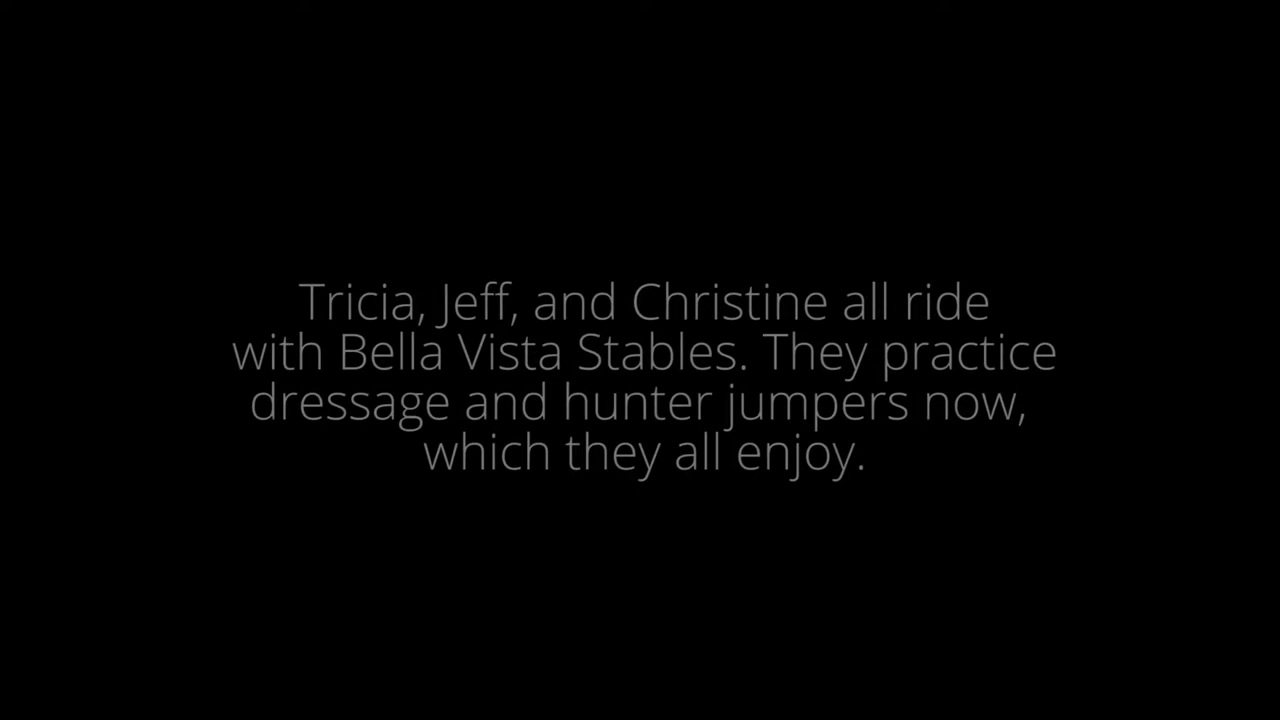 Tricia, Jeff, and Christine all ride
with Bella Vista Stables. They practice
dressage and hunter jumpers now,
which they all enjoy.